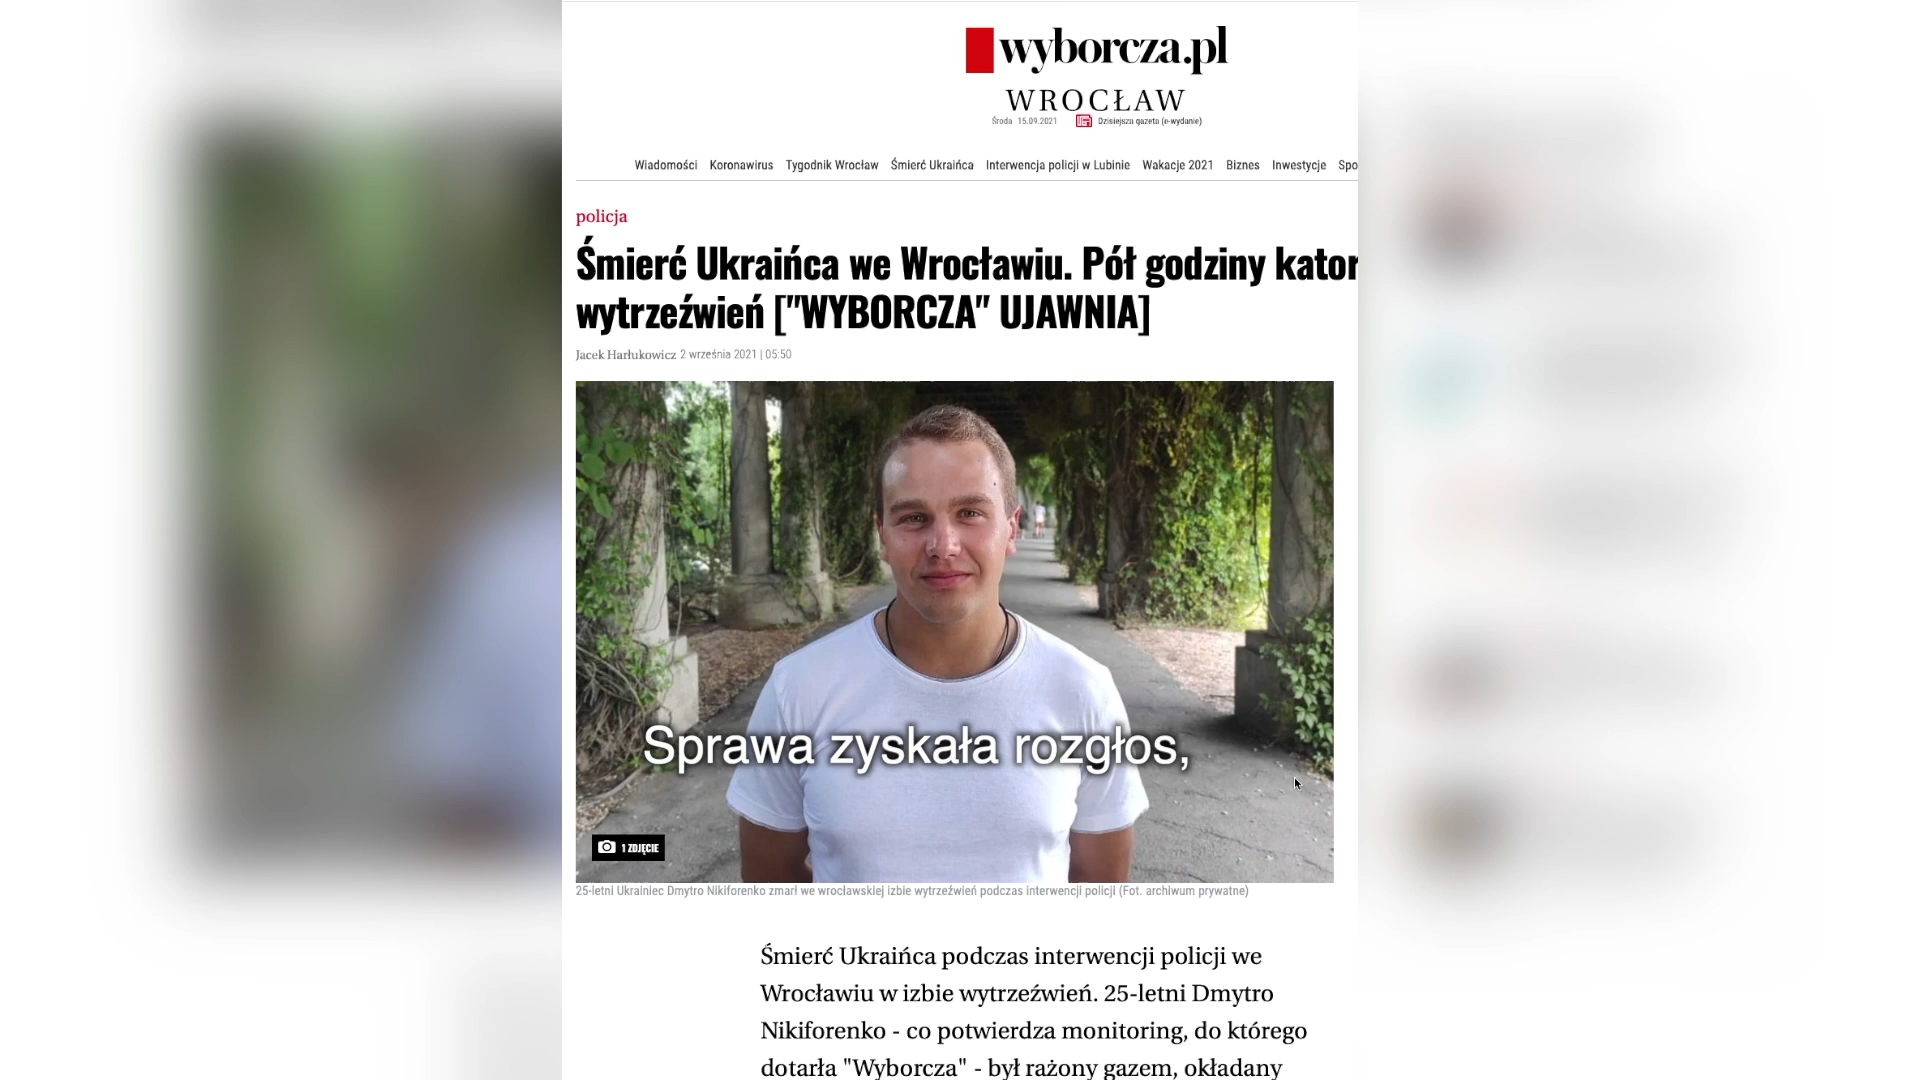 wyborcza.pl
WROCŁAW
Środa 15.09.2021 Dzisiejsza gazeta (e-wydanie)
Wiadomości Koronawirus Tygodnik Wrocław Śmierć Ukraińca Interwencja policji w Lubinie Wakacje 2021 Biznes Inwestycje Spo
policja
Śmierć Ukraińca we Wrocławiu. Pół godziny kator
wytrzeźwień ["WYBORCZA" UJAWNIA]
Jacek Harłukowicz 2 września 2021 | 05:50
Sprawa zyskała rozgłos,
1 ZDJĘCIE
25-letni Ukrainiec Dmytro Nikiforenko zmarł we wrocławskiej izbie wytrzeźwień podczas interwencji policji (Fot. archiwum prywatne)
Śmierć Ukraińca podczas interwencji policji we
Wrocławiu w izbie wytrzeźwień. 25-letni Dmytro
Nikiforenko - co potwierdza monitoring, do którego
dotarła "Wyborcza" - był rażony gazem, okładany